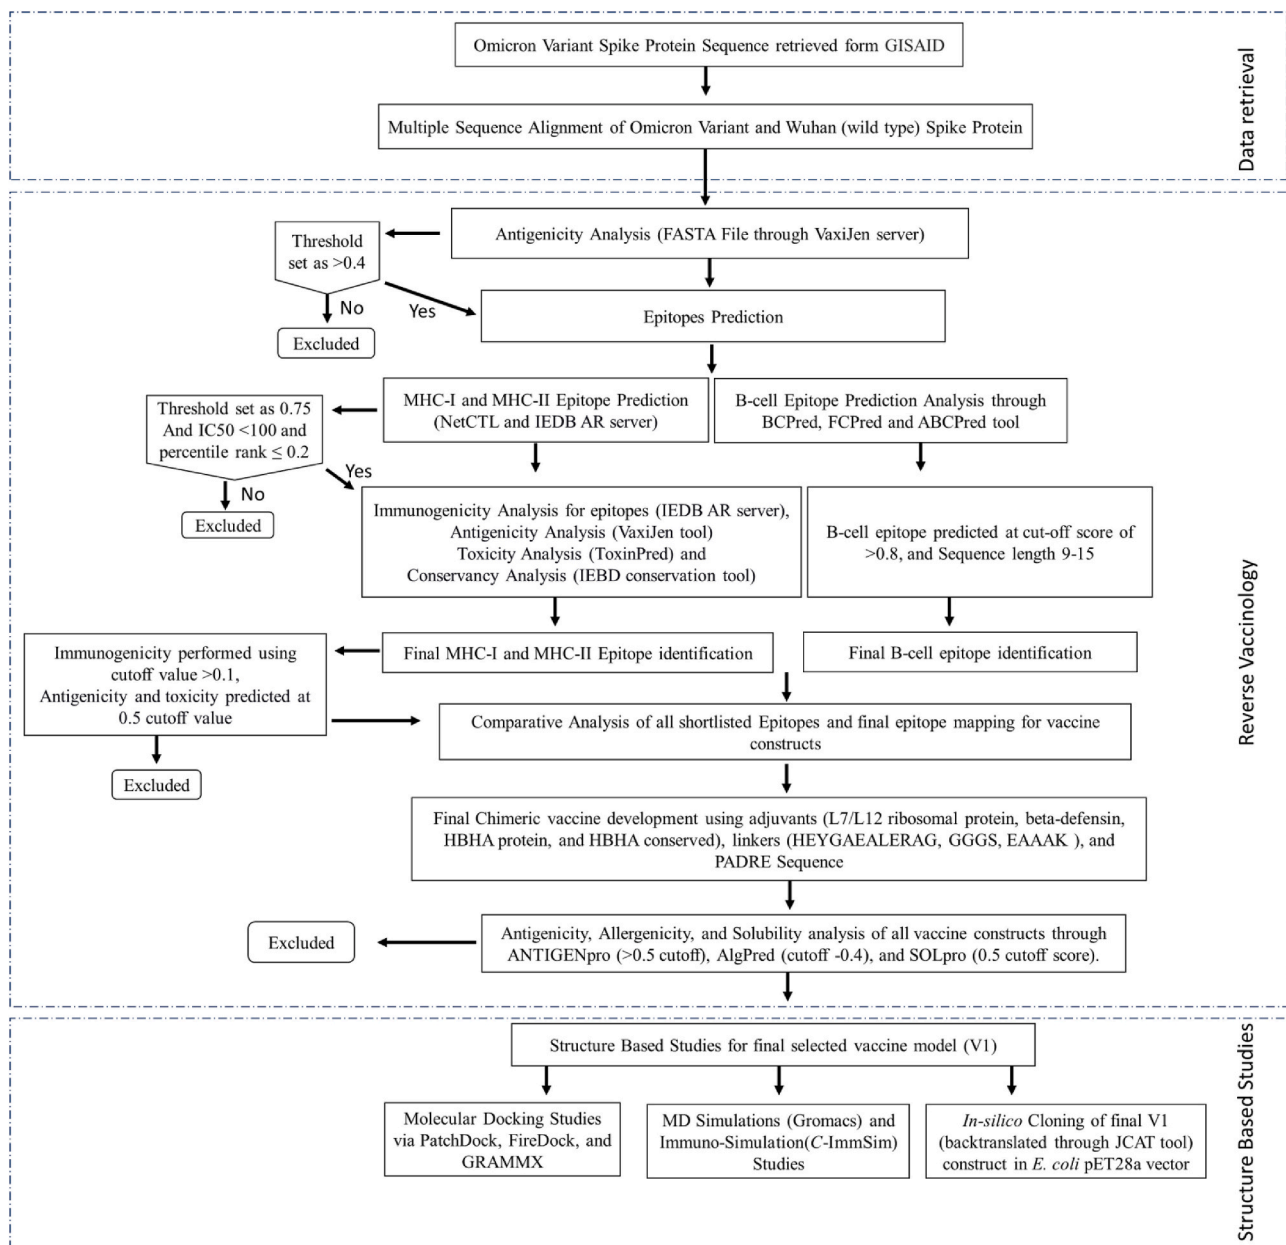 Omicron Variant Spike Protein Sequence retrieved form GISAID
Multiple Sequence Alignment of Omicron Variant and Wuhan (wild type) Spike Protein
Data retrieval
Antigenicity Analysis (FASTA File through VaxiJen server)
Threshold
set as >0.4
No
Yes
Excluded
Epitopes Prediction
MHC-I and MHC-II Epitope Prediction
(NetCTL and IEDB AR server)
B-cell Epitope Prediction Analysis through
BCPred, FCPred and ABCPred tool
Threshold set as 0.75
And IC50 <100 and
percentile rank ≤ 0.2
Yes
No
Excluded
Immunogenicity Analysis for epitopes (IEDB AR server),
Antigenicity Analysis (VaxiJen tool)
Toxicity Analysis (ToxinPred) and
Conservancy Analysis (IEBD conservation tool)
B-cell epitope predicted at cut-off score of
>0.8, and Sequence length 9-15
Reverse Vaccinology
Final MHC-I and MHC-II Epitope identification
Final B-cell epitope identification
Immunogenicity performed using
cutoff value >0.1,
Antigenicity and toxicity predicted at
0.5 cutoff value
Excluded
Comparative Analysis of all shortlisted Epitopes and final epitope mapping for vaccine
constructs
Final Chimeric vaccine development using adjuvants (L7/L12 ribosomal protein, beta-defensin,
HBHA protein, and HBHA conserved), linkers (HEYGAEALERAG, GGGS, EAAAK ), and
PADRE Sequence
Excluded
Antigenicity, Allergenicity, and Solubility analysis of all vaccine constructs through
ANTIGENpro (>0.5 cutoff), AlgPred (cutoff -0.4), and SOLpro (0.5 cutoff score).
Structure Based Studies for final selected vaccine model (V1)
Molecular Docking Studies
via PatchDock, FireDock, and
GRAMMX
MD Simulations (Gromacs) and
Immuno-Simulation(C-ImmSim)
Studies
In-silico Cloning of final V1
(backtranslated through JCAT tool)
construct in E. coli pET28a vector
Structure Based Studies